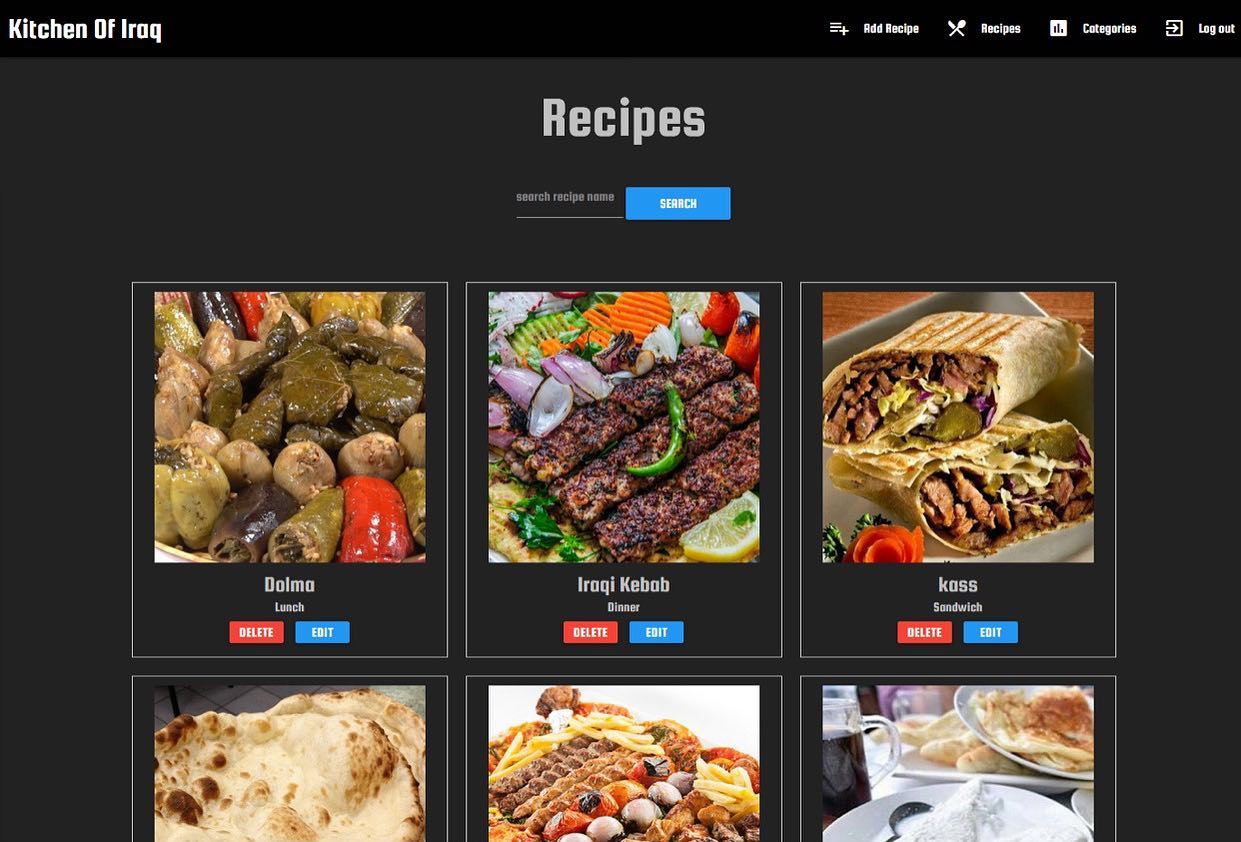 Kitchen Of Iraq
Add Recipe
Recipes
Categories
Log out
Recipes
search recipe name
SEARCH
Dolma
Lunch
DELETE
EDIT
Iraqi Kebab
Dinner
DELETE
EDIT
kass
Sandwich
DELETE
EDIT